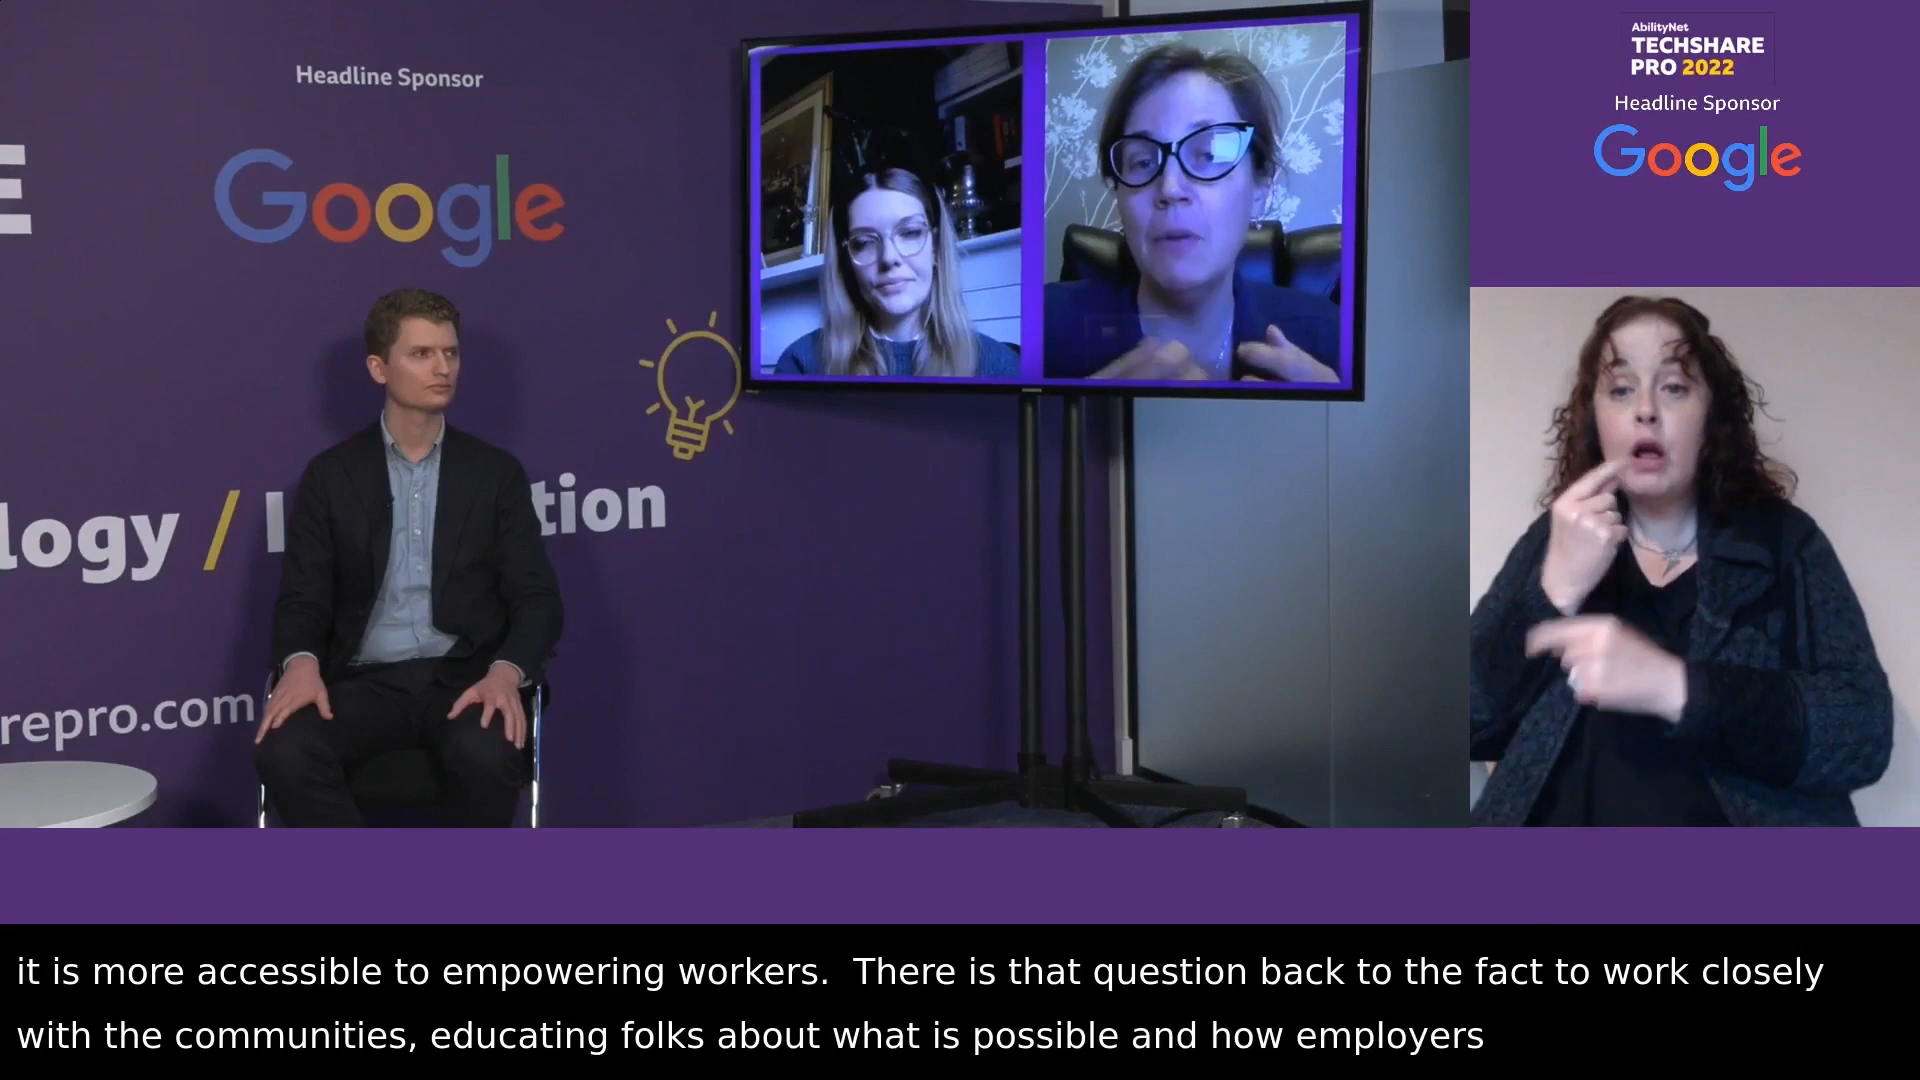 Headline Sponsor
Google
E
logy / I
tion
repro.com
AbilityNet
TECHSHARE
PRO 2022
Headline Sponsor
Google
it is more accessible to empowering workers.  There is that question back to the fact to work closely
with the communities, educating folks about what is possible and how employers